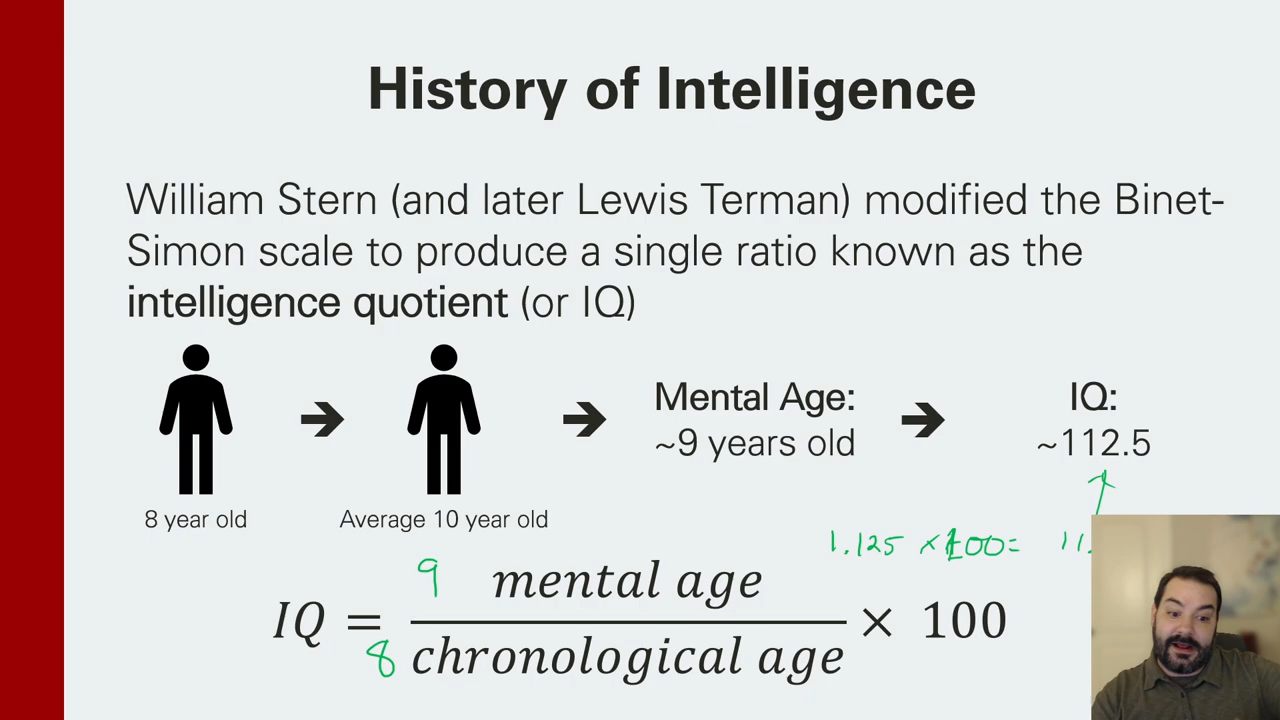 History of Intelligence
William Stern (and later Lewis Terman) modified the Binet-
Simon scale to produce a single ratio known as the
intelligence quotient (or IQ)
Mental Age:
~9 years old
IQ:
~112.5
8 year old
Average 10 year old
1.125 ×100= 11
9
mental age
IQ = × 100
8
chronological age